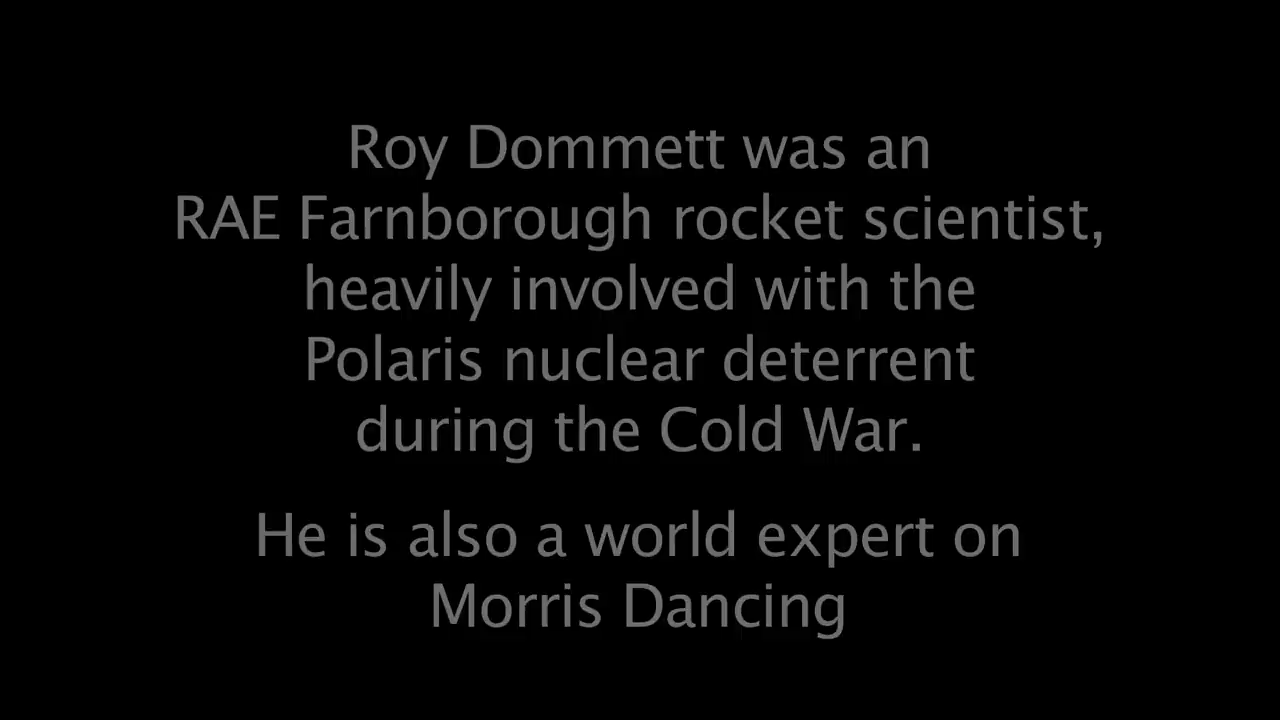 Roy Dommett was an
RAE Farnborough rocket scientist,
heavily involved with the
Polaris nuclear deterrent
during the Cold War.
He is also a world expert on
Morris Dancing